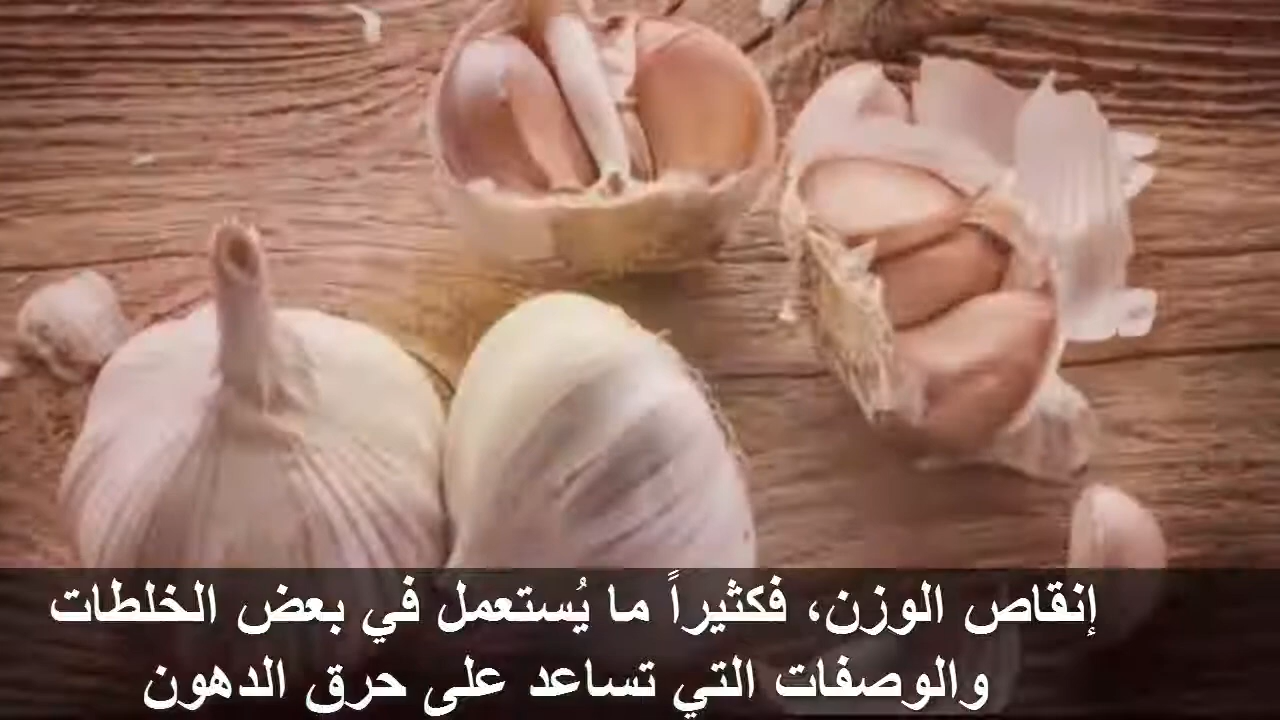 إنقاص الوزن، فكثيراً ما يُستعمل في بعض الخلطات
والوصفات التي تساعد على حرق الدهون